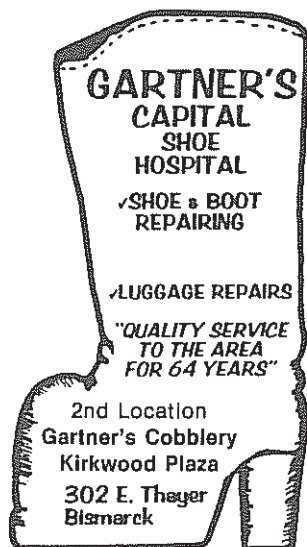 GARTNER'S
CAPITAL
SHOE
HOSPITAL
✓SHOE & BOOT
REPAIRING
✓LUGGAGE REPAIRS
"QUALITY SERVICE
TO THE AREA
FOR 64 YEARS"
2nd Location
Gartner's Cobblery
Kirkwood Plaza
302 E. Thayer
Bismarck